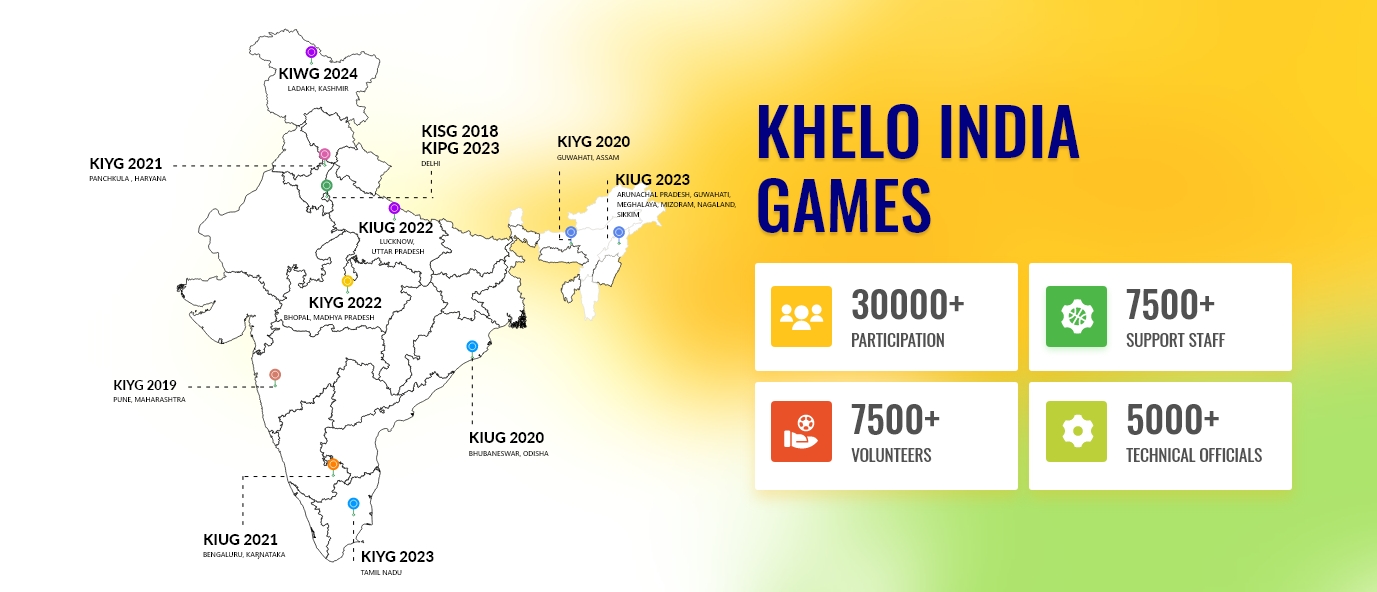 KIWG 2024
LADAKH, KASHMIR
KISG 2018
KIPG 2023
DELHI
KIYG 2020
GUWAHATI, ASSAM
KIYG 2021
PANCHKULA , HARYANA
KIUG 2023
ARUNACHAL PRADESH, GUWAHATI,
MEGHALAYA, MIZORAM, NAGALAND,
SIKKIM
KIUG 2022
LUCKNOW,
UTTAR PRADESH
KIYG 2022
BHOPAL, MADHYA PRADESH
KIYG 2019
PUNE, MAHARASHTRA
KIUG 2020
BHUBANESWAR, ODISHA
KIUG 2021
BENGALURU, KARNATAKA
KIYG 2023
TAMIL NADU
KHELO INDIA
GAMES
30000+
PARTICIPATION
7500+
SUPPORT STAFF
7500+
VOLUNTEERS
5000+
TECHNICAL OFFICIALS